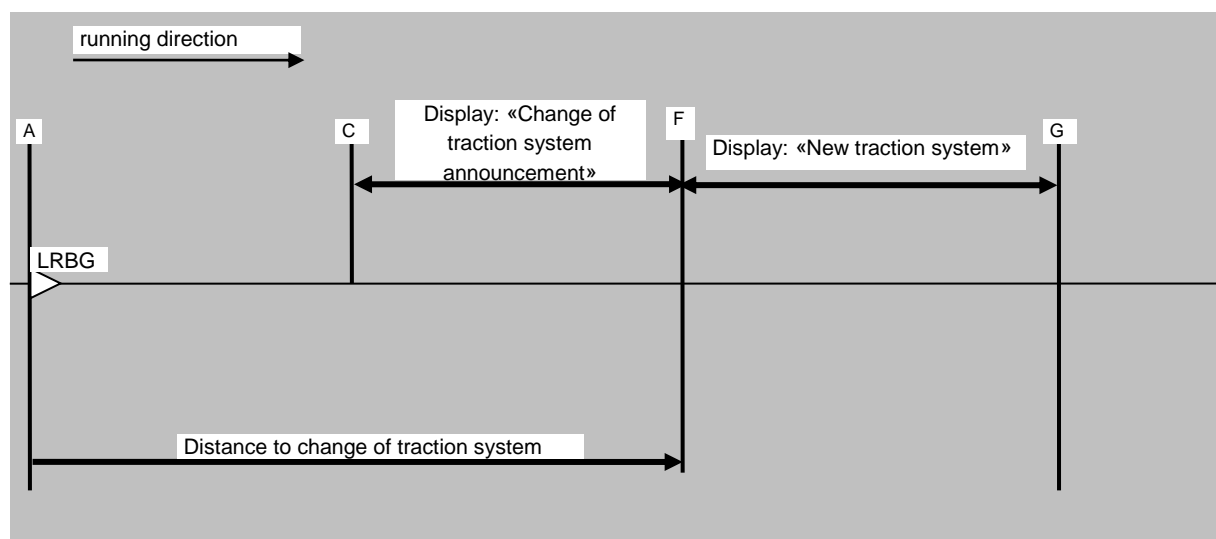 running direction
A
C
Display: «Change of
traction system
announcement»
F
Display: «New traction system»
G
LRBG
Distance to change of traction system